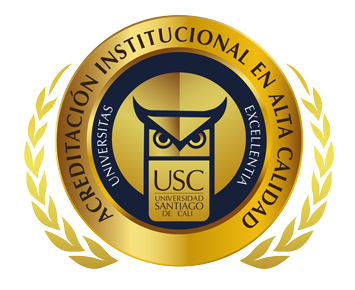 ACREDITACIÓN INSTITUCIONAL EN ALTA CALIDAD
UNIVERSITAS
EXCELLENTIA
USC
UNIVERSIDAD
SANTIAGO
DE CALI